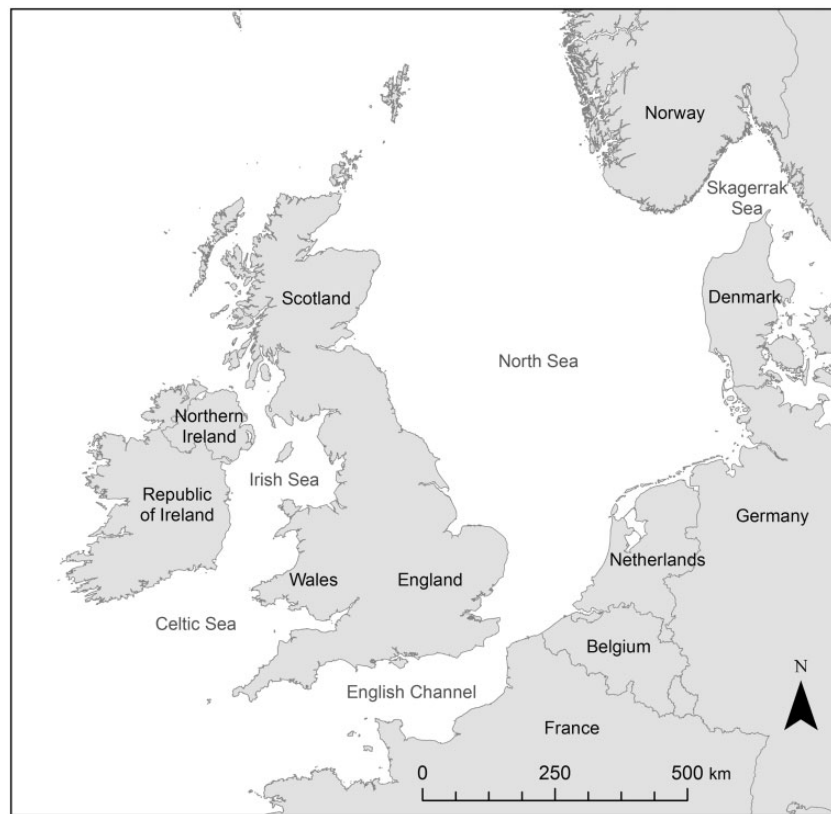 Norway
Skagerrak
Sea
Scotland
Denmark
North Sea
Northern
Ireland
Irish Sea
Republic
of Ireland
Germany
Netherlands
Wales
England
Celtic Sea
Belgium
N
English Channel
France
0 250 500 km